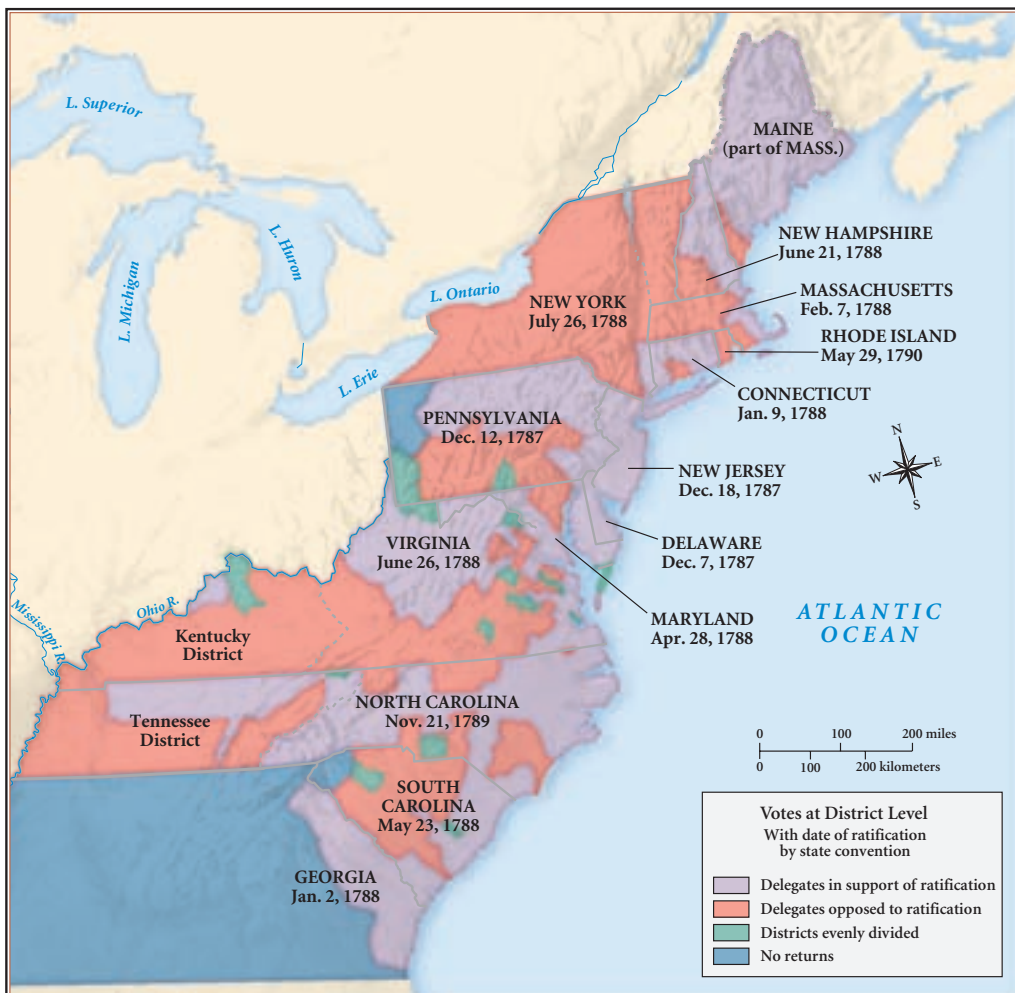 L. Superior
L. Michigan
L. Huron
L. Ontario
L. Erie
MAINE
(part of MASS.)
NEW HAMPSHIRE
June 21, 1788
MASSACHUSETTS
Feb. 7, 1788
RHODE ISLAND
May 29, 1790
CONNECTICUT
Jan. 9, 1788
NEW YORK
July 26, 1788
PENNSYLVANIA
Dec. 12, 1787
NEW JERSEY
Dec. 18, 1787
DELAWARE
Dec. 7, 1787
MARYLAND
Apr. 28, 1788
VIRGINIA
June 26, 1788
Ohio R.
Mississippi R.
Kentucky
District
Tennessee
District
NORTH CAROLINA
Nov. 21, 1789
SOUTH
CAROLINA
May 23, 1788
GEORGIA
Jan. 2, 1788
ATLANTIC
OCEAN
N
W E
S
0 100 200 miles
0 100 200 kilometers
Votes at District Level
With date of ratification
by state convention
Delegates in support of ratification
Delegates opposed to ratification
Districts evenly divided
No returns